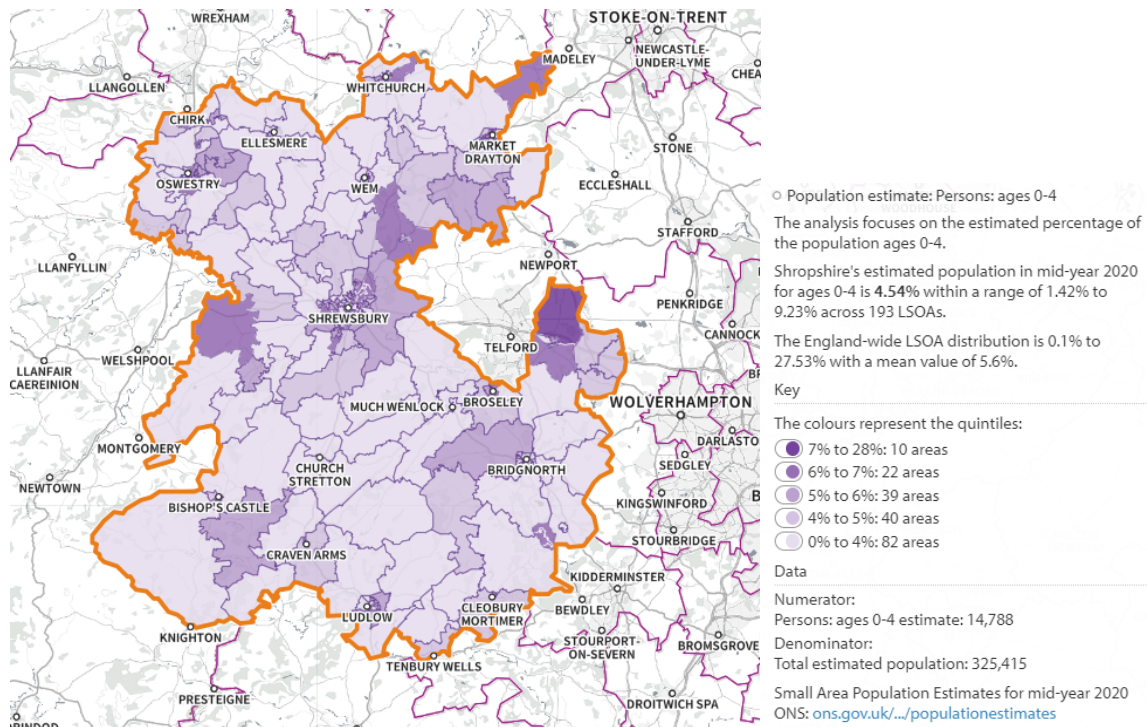 WREXHAM
STOKE-ON-TRENT
MADELEY
NEWCASTLE-
UNDER-LYME
CHEA
LLANGOLLEN
WHITCHURCH
CHIRK
ELLESMERE
MARKET
DRAYTON
STONE
OSWESTRY
WEM
ECCLESHALL
STAFFORD
LLANFYLLIN
NEWPORT
PENKRIDGE
SHREWSBURY
CANNOCK
WELSHPOOL
TELFORD
LLANFAIR
CAEREINION
BR
MUCH WENLOCK
BROSELEY
WOLVERHAMPTON
DARLASTO
MONTGOMERY
SEDGLEY
CHURCH
STRETTON
BRIDGNORTH
NEWTOWN
KINGSWINFORD
B
BISHOP'S CASTLE
STOURBRIDGE
CRAVEN ARMS
KIDDERMINSTER
BEWDLEY
LUDLOW
CLEOBURY
MORTIMER
KNIGHTON
STOURPORT-
ON-SEVERN
BROMSGROVE
TENBURY WELLS
PRESTEIGNE
DROITWICH SPA
Population estimate: Persons: ages 0-4
The analysis focuses on the estimated percentage of
the population ages 0-4.
Shropshire's estimated population in mid-year 2020
for ages 0-4 is 4.54% within a range of 1.42% to
9.23% across 193 LSOAs.
The England-wide LSOA distribution is 0.1% to
27.53% with a mean value of 5.6%.
Key
The colours represent the quintiles:
7% to 28%: 10 areas
6% to 7%: 22 areas
5% to 6%: 39 areas
4% to 5%: 40 areas
0% to 4%: 82 areas
Data
Numerator:
Persons: ages 0-4 estimate: 14,788
Denominator:
Total estimated population: 325,415
Small Area Population Estimates for mid-year 2020
ONS: ons.gov.uk/.../populationestimates